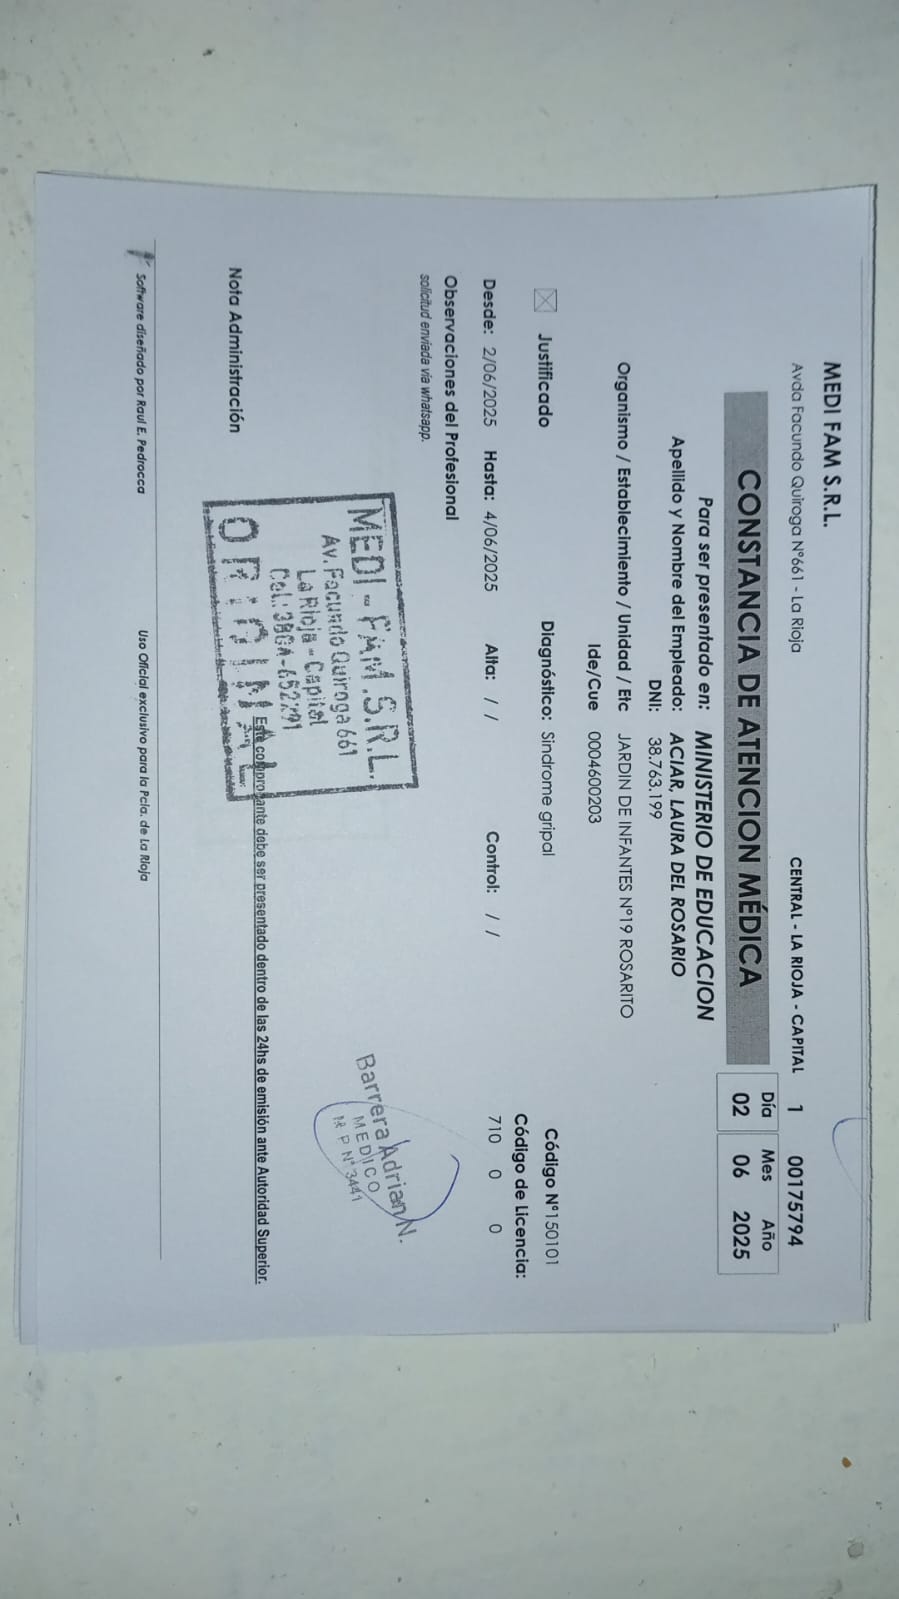 MEDI FAM S.R.L.
Avda Facundo Quiroga N°661 - La Rioja
CENTRAL - LA RIOJA - CAPITAL 1 00175794
CONSTANCIA DE ATENCION MÉDICA
Día Mes Año
02 06 2025
Para ser presentado en: MINISTERIO DE EDUCACION
Apellido y Nombre del Empleado: ACIAR, LAURA DEL ROSARIO
DNI: 38.763.199
Organismo / Establecimiento / Unidad / Etc JARDIN DE INFANTES N°19 ROSARITO
Ide/Cue 0004600203
Justificado Diagnóstico: Sindrome gripal Código N°150101
Código de Licencia:
Desde: 2/06/2025 Hasta: 4/06/2025 Alta: / / Control: / / 710 0 0
Observaciones del Profesional
solicitud enviada via whatsapp.
MEDI - FAM.S.R.L.
Av. Facundo Quiroga 661
La Rioja - Capital
Cel.:
ORIGINAL
Barrera Adrian N.
MEDICO
M P N° 3441
Este comprobante debe ser presentado dentro de las 24hs de emisión ante Autoridad Superior.
Nota Administración
Software diseñado por Raul E. Pedrocca Uso Oficial exclusivo para la Pcia. de La Rioja